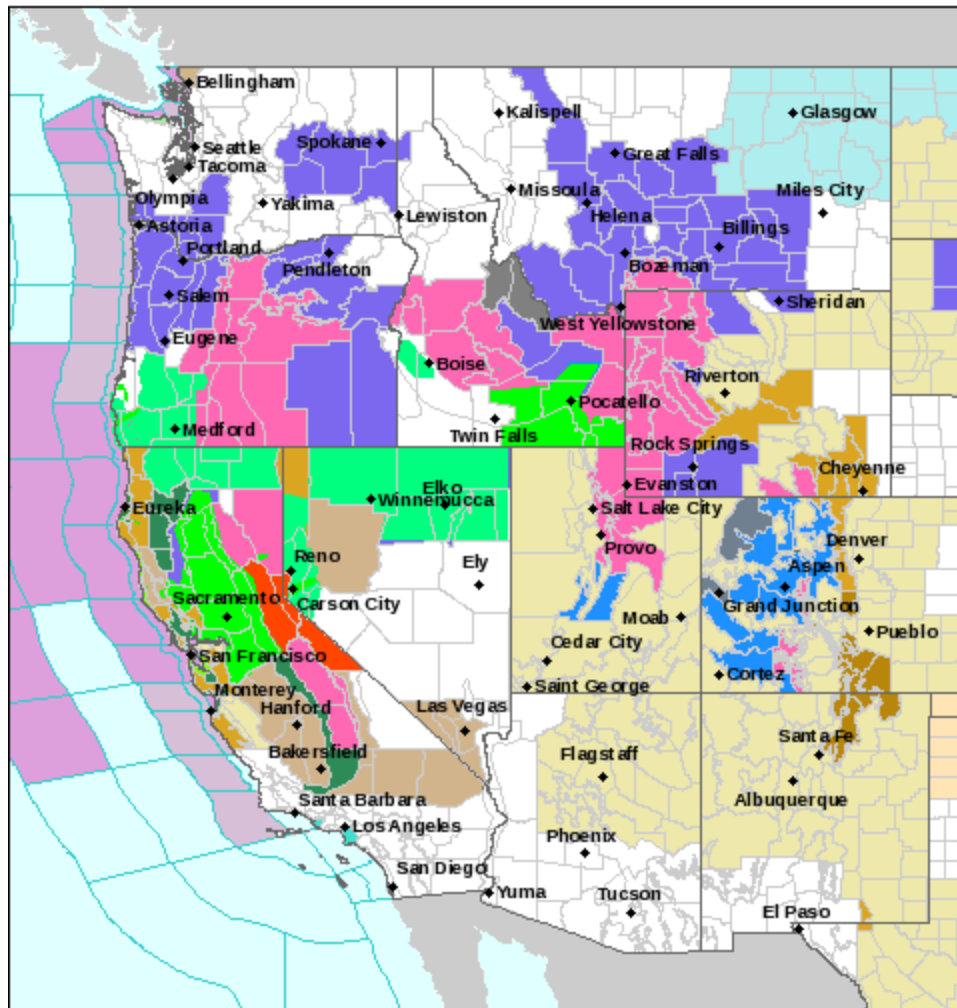 Bellingham
Kalispell
Glasgow
Seattle
Spokane
Great Falls
Tacoma
Olympia
Yakima
Missoula
Miles City
Lewiston
Helena
Astoria
Billings
Portland
Pendleton
Bozeman
Salem
Sheridan
West Yellowstone
Eugene
Boise
Riverton
Pocatello
Medford
Twin Falls
Rock Springs
Cheyenne
Elko
Evanston
Winnemucca
Eureka
Salt Lake City
Denver
Reno
Provo
Ely
Aspen
Sacramento
Carson City
Grand Junction
Moab
Pueblo
San Francisco
Cedar City
Cortez
Monterey
Saint George
Hanford
Las Vegas
Santa Fe
Bakersfield
Flagstaff
Albuquerque
Santa Barbara
Los Angeles
Phoenix
San Diego
Yuma
Tucson
El Paso